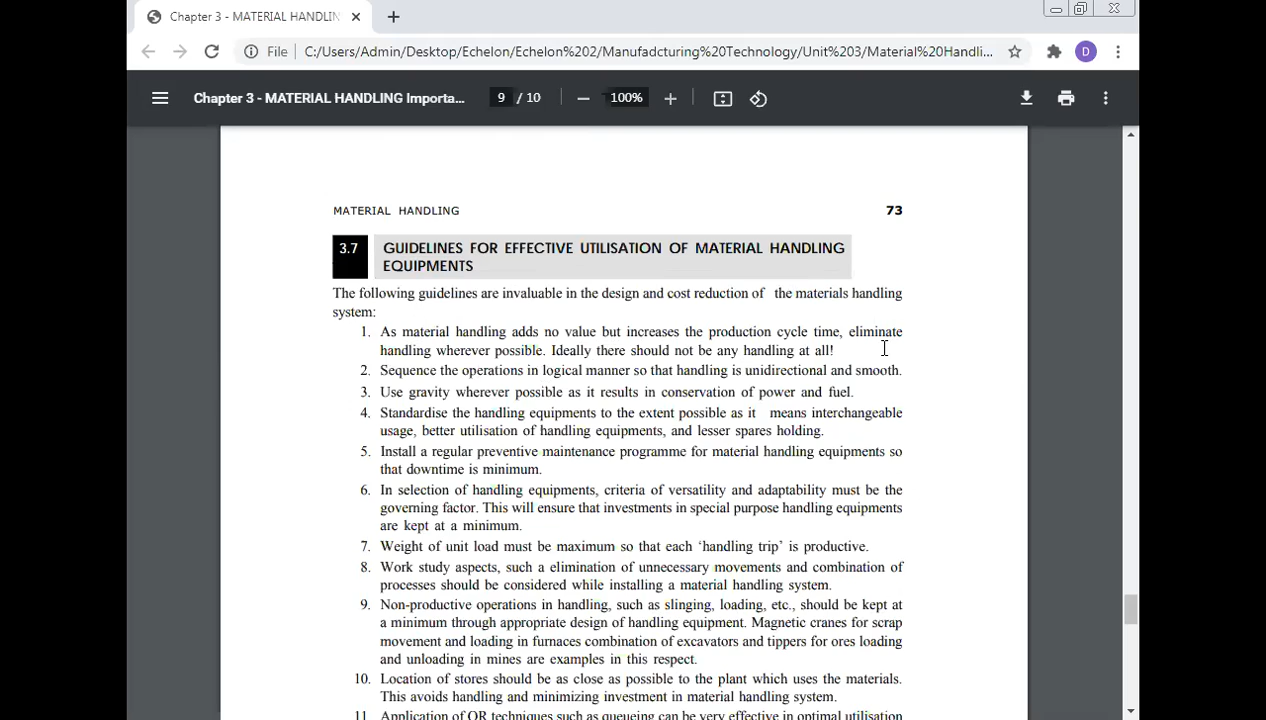 Chapter 3 - MATERIAL HANDLIN
File C:/Users/Admin/Desktop/Echelon/Echelon%202/Manufadcturing%20Technology/Unit%203/Material%20Handli... D
Chapter 3 - MATERIAL HANDLING Importa... 9 / 10 100%
MATERIAL HANDLING 73
3.7 GUIDELINES FOR EFFECTIVE UTILISATION OF MATERIAL HANDLING
EQUIPMENTS
The following guidelines are invaluable in the design and cost reduction of the materials handling
system:
1. As material handling adds no value but increases the production cycle time, eliminate
handling wherever possible. Ideally there should not be any handling at all!
2. Sequence the operations in logical manner so that handling is unidirectional and smooth.
3. Use gravity wherever possible as it results in conservation of power and fuel.
4. Standardise the handling equipments to the extent possible as it means interchangeable
usage, better utilisation of handling equipments, and lesser spares holding.
5. Install a regular preventive maintenance programme for material handling equipments so
that downtime is minimum.
6. In selection of handling equipments, criteria of versatility and adaptability must be the
governing factor. This will ensure that investments in special purpose handling equipments
are kept at a minimum.
7. Weight of unit load must be maximum so that each ‘handling trip’ is productive.
8. Work study aspects, such a elimination of unnecessary movements and combination of
processes should be considered while installing a material handling system.
9. Non-productive operations in handling, such as slinging, loading, etc., should be kept at
a minimum through appropriate design of handling equipment. Magnetic cranes for scrap
movement and loading in furnaces combination of excavators and tippers for ores loading
and unloading in mines are examples in this respect.
10. Location of stores should be as close as possible to the plant which uses the materials.
This avoids handling and minimizing investment in material handling system.
11. Application of OR techniques such as queueing can be very effective in optimal utilisation